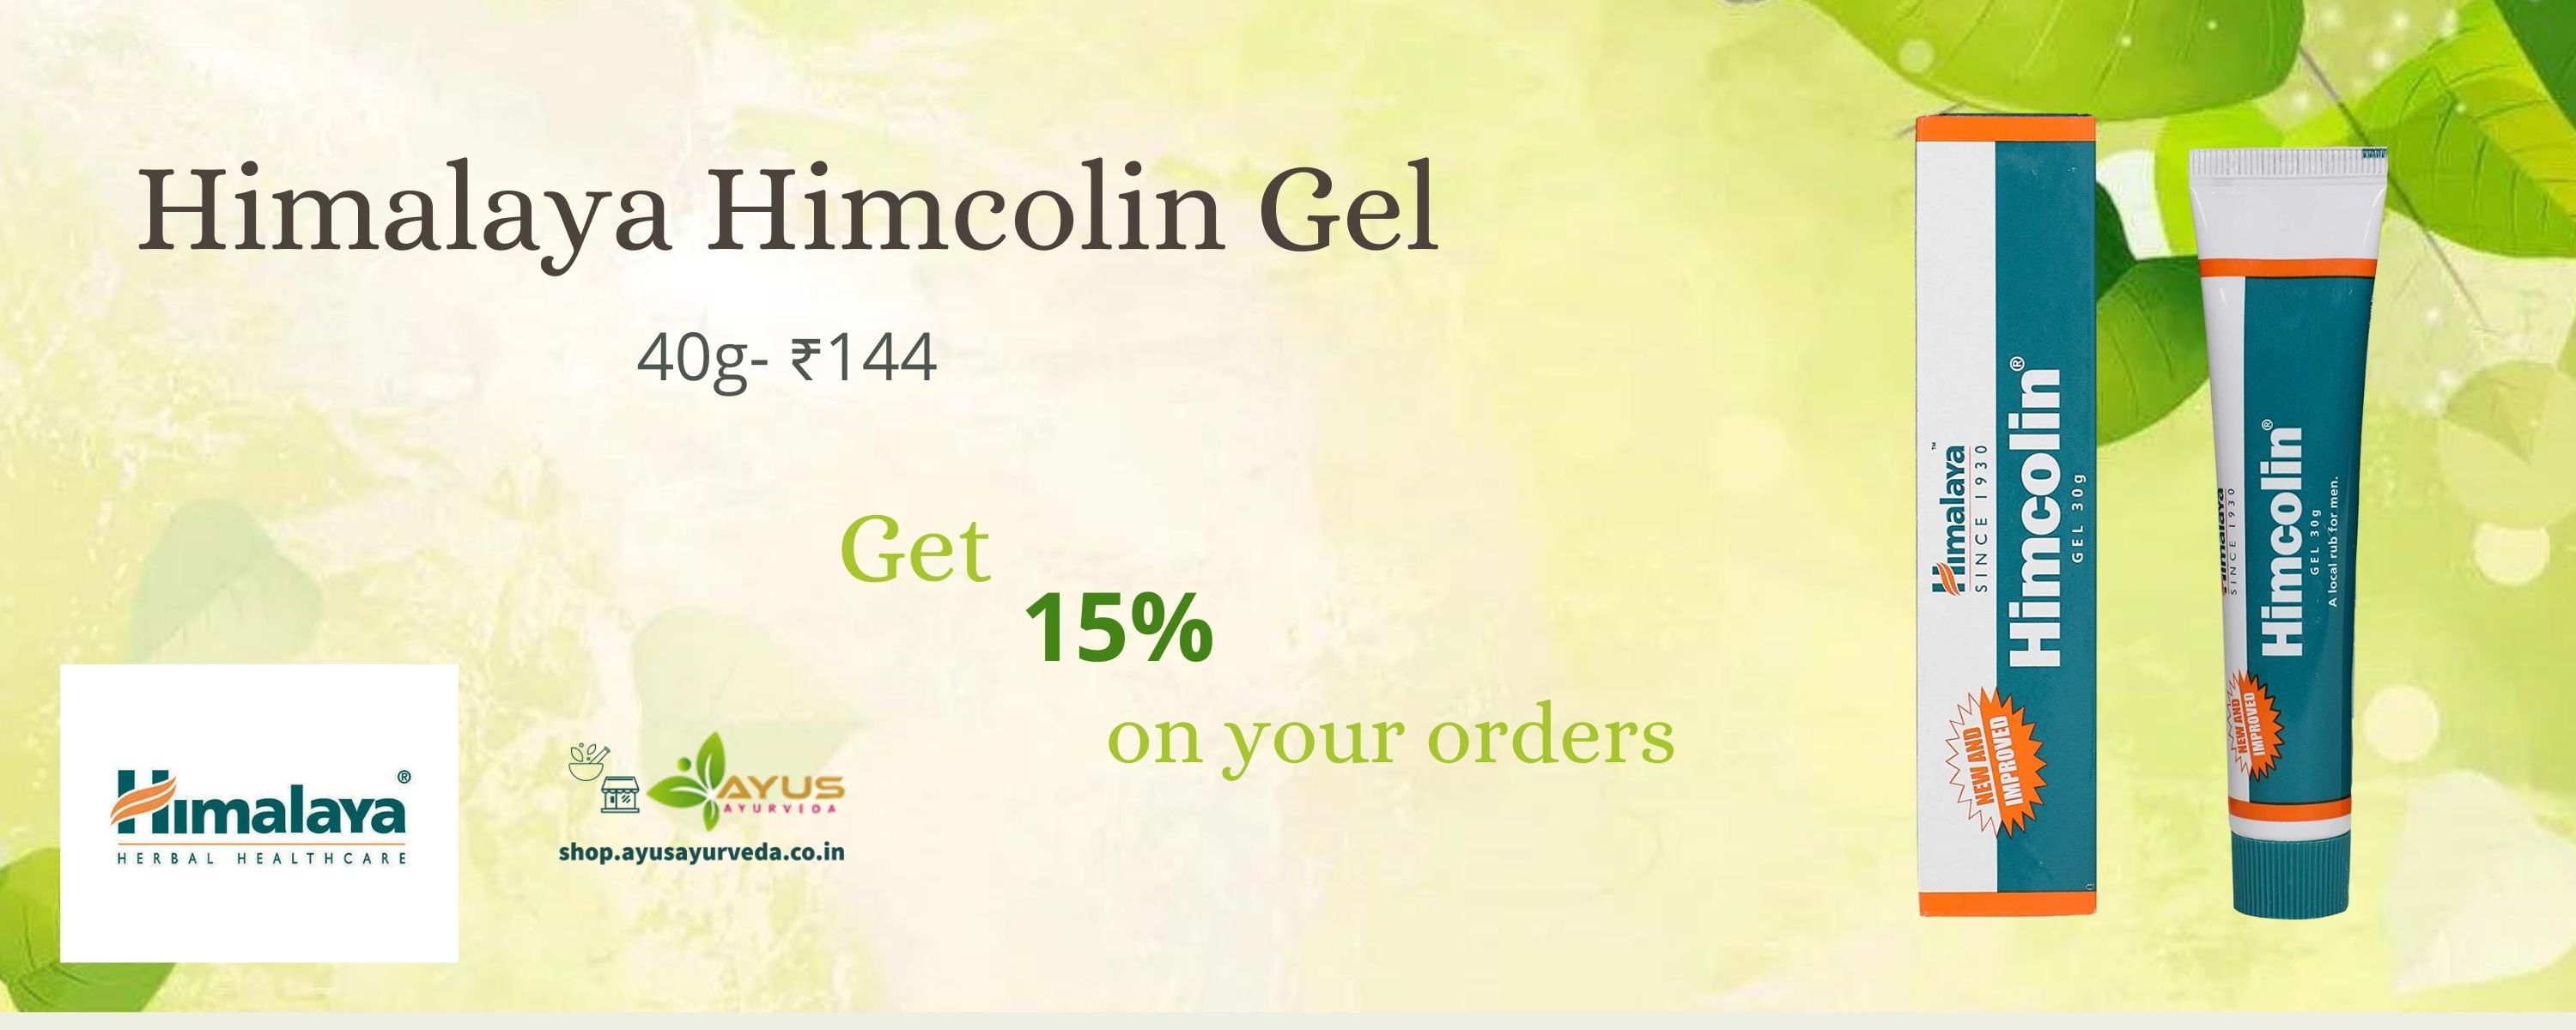 Himalaya Himcolin Gel
40g- ₹144
Get
15%
on your orders
Himalaya®
HERBAL HEALTHCARE
AYUS
AYURVEDA
shop.ayusayurveda.co.in
Himalaya™
SINCE 1930
Himcolin®
GEL 30g
NEW AND
IMPROVED
Himalaya
SINCE 1930
Himcolin®
GEL 30g
A local rub for men.
NEW AND
IMPROVED